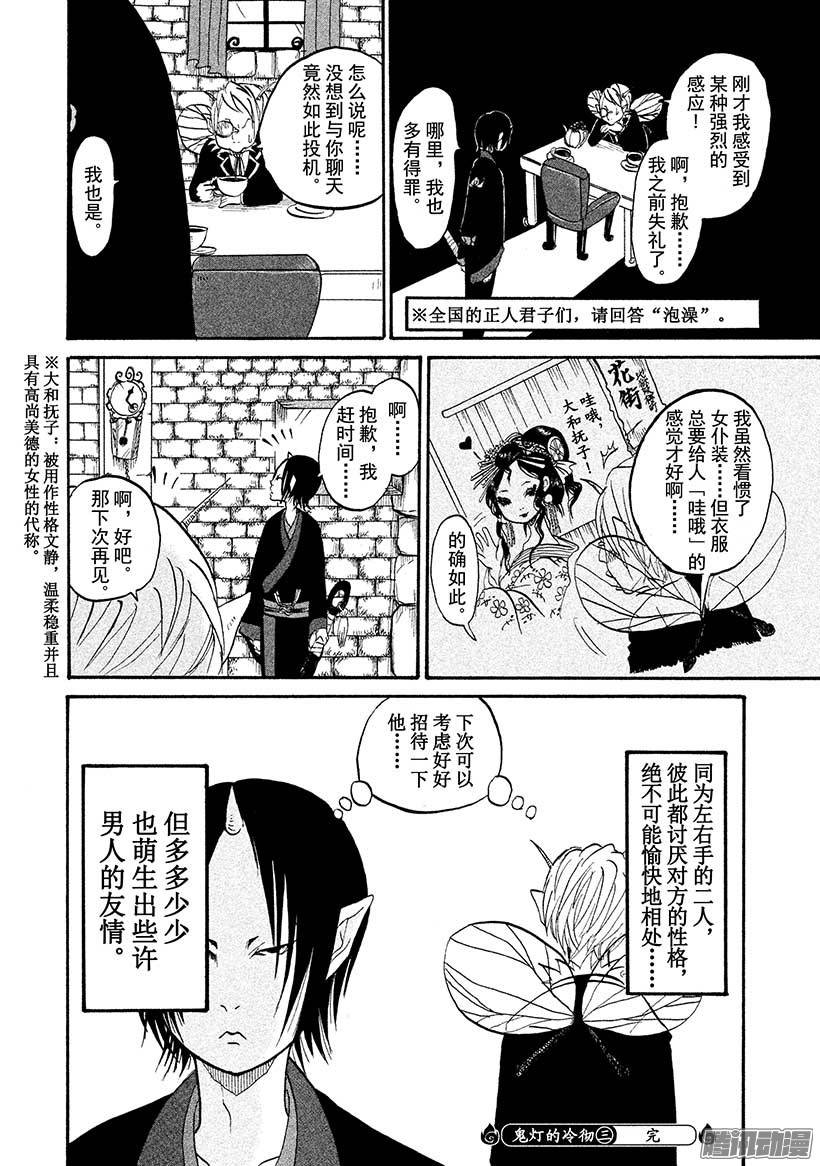 刚才我感受到
某种强烈的
感应！
啊，抱歉……
我之前失礼了。
哪里，我也
多有得罪。
※全国的正人君子们，请回答“泡澡”。
怎么说呢……
没想到与你聊天
竟然如此投机。
我也是。
我虽然看惯了
女仆装……但衣服
总要给人「哇哦」的
感觉才好啊……
花街
哇哦，
大和抚子！
的确如此。
啊……
抱歉，我
赶时间……
啊，好吧。
那下次再见。
※大和抚子：被用作性格文静，温柔稳重并且
具有高尚美德的女性的代称。
同为左右手的二人，
彼此都讨厌对方的性格，
绝不可能愉快地相处……
下次可以
考虑好好
招待一下
他……
但多多少少
也萌生出些许
男人的友情。
鬼灯的冷彻㊂ 完
腾讯动漫